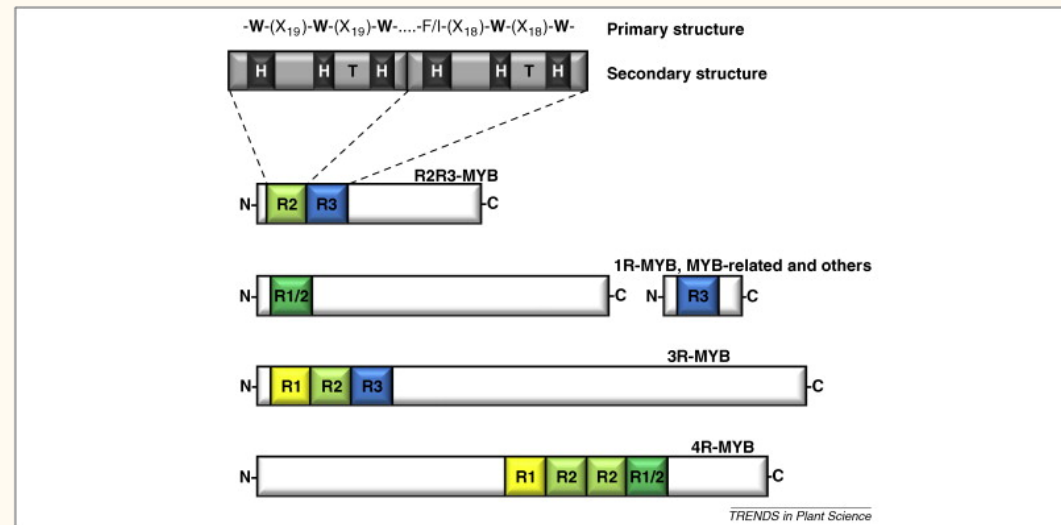 -W-(X19)-W-(X19)-W-....-F/I-(X18)-W-(X18)-W- Primary structure
H H T H H H T H Secondary structure
R2R3-MYB
N- R2 R3 -C
1R-MYB, MYB-related and others
N- R1/2 -C N- R3 -C
3R-MYB
N- R1 R2 R3 -C
4R-MYB
N- R1 R2 R2 R1/2 -C
TRENDS in Plant Science